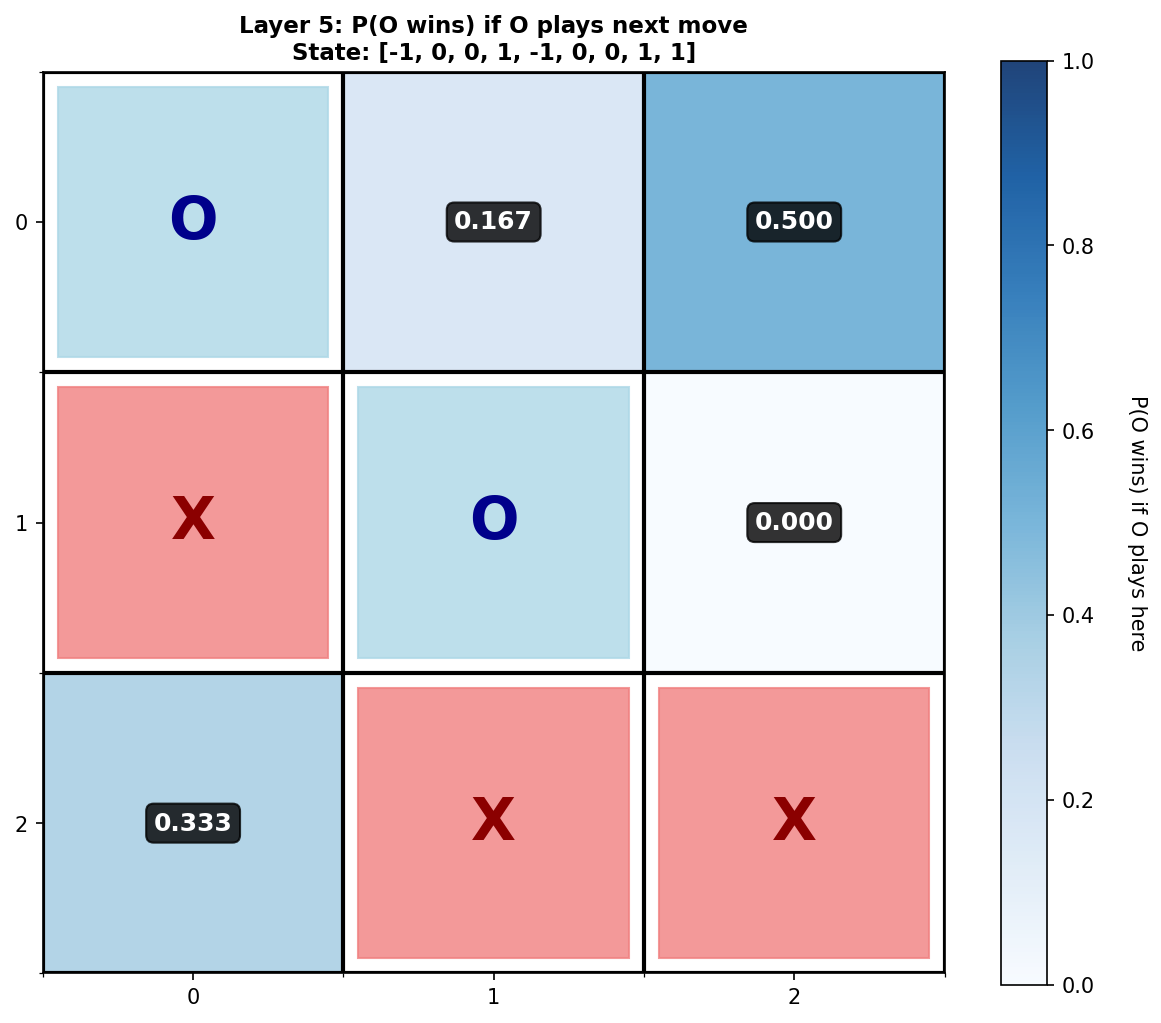 Layer 5: P(O wins) if O plays next move
State: [-1, 0, 0, 1, -1, 0, 0, 1, 1]
0
O
0.167
0.500
1
X
O
0.000
2
0.333
X
X
0
1
2
1.0
0.8
0.6
0.4
0.2
0.0
P(O wins) if O plays here